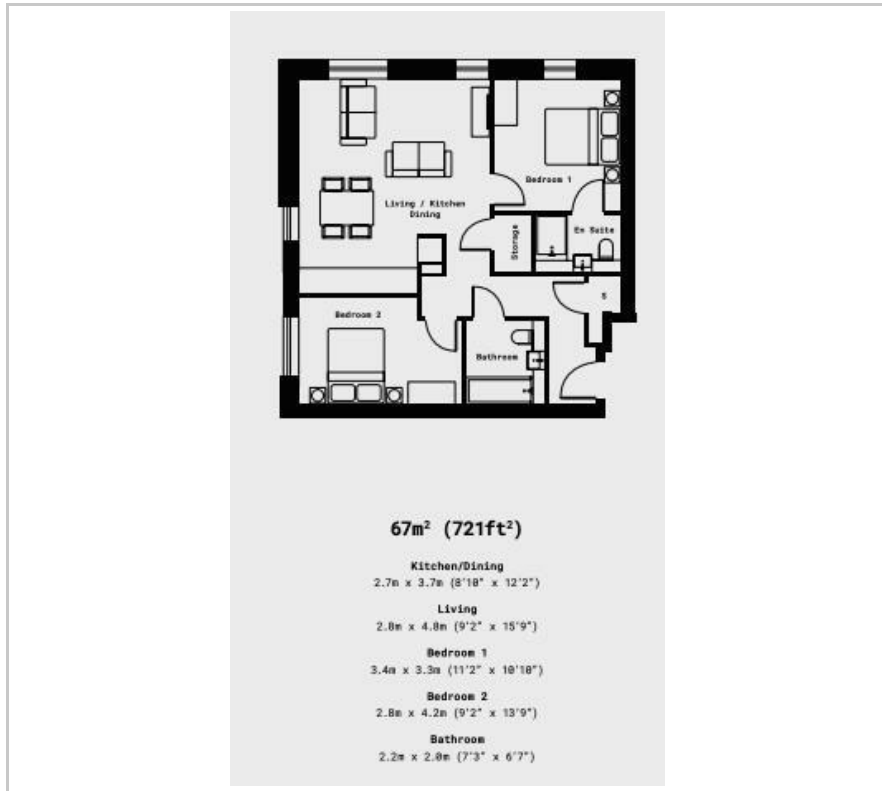 Bedroom 1
Living / Kitchen
Dining
Storage
En Suite
S
Bedroom 2
Bathroom
67m² (721ft²)
Kitchen/Dining
2.7m x 3.7m (8'10" x 12'2")
Living
2.8m x 4.8m (9'2" x 15'9")
Bedroom 1
3.4m x 3.3m (11'2" x 10'10")
Bedroom 2
2.8m x 4.2m (9'2" x 13'9")
Bathroom
2.2m x 2.0m (7'3" x 6'7")